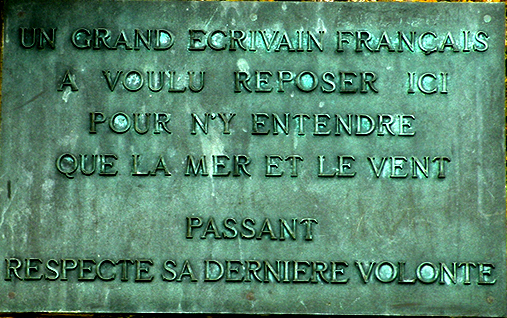 UN GRAND ECRIVAIN FRANÇAIS
A VOULU REPOSER ICI
POUR N'Y ENTENDRE
QUE LA MER ET LE VENT
PASSANT
RESPECTE SA DERNIERE VOLONTE